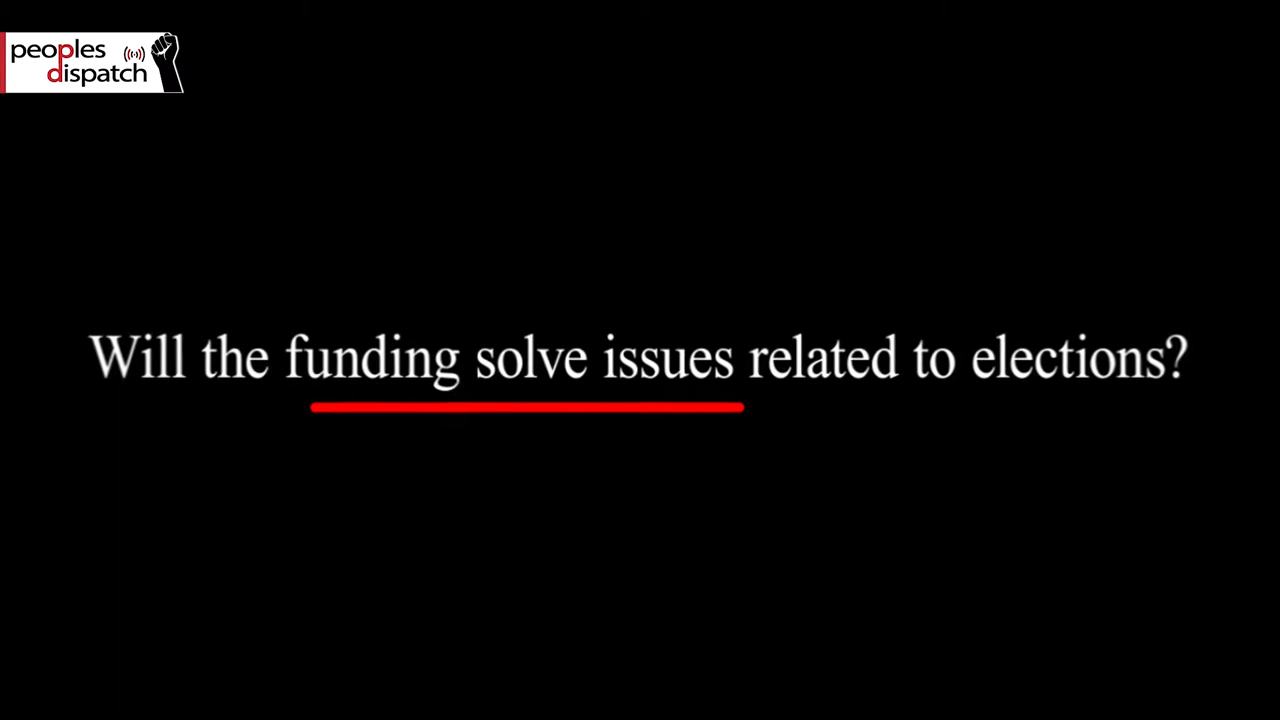 peoples
dispatch
Will the funding solve issues related to elections?